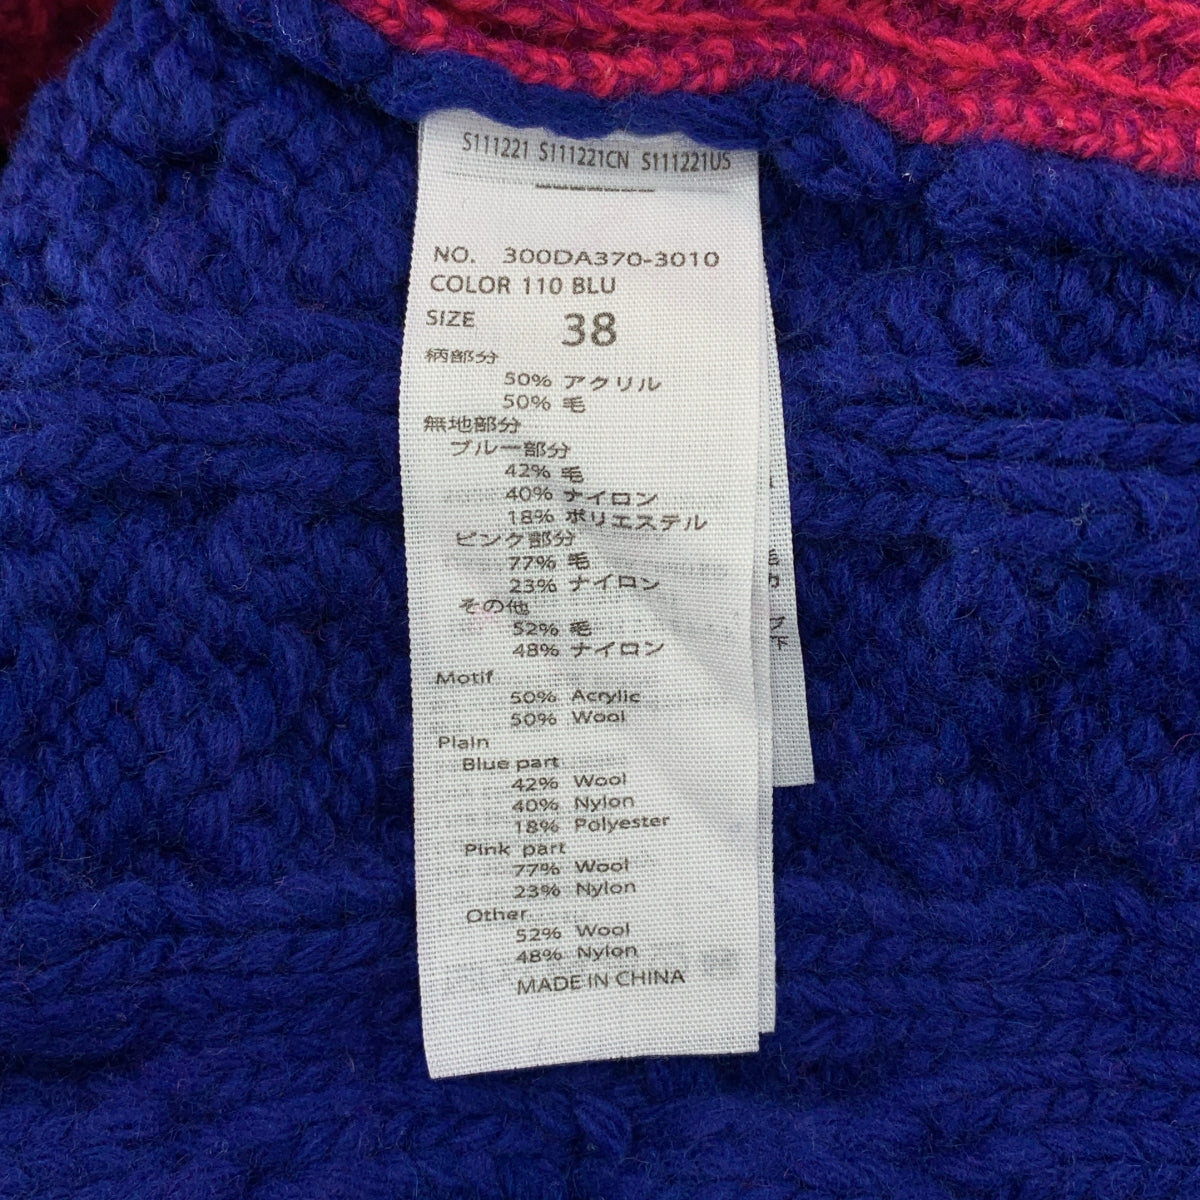 S111221 S111221CN S111221US
NO. 300DA370-3010
COLOR 110 BLU
SIZE 38
柄部分
50% アクリル
50% 毛
無地部分
ブルー部分
42% 毛
40% ナイロン
18% ポリエステル
ピンク部分
77% 毛
23% ナイロン
その他
52% 毛
48% ナイロン
Motif
50% Acrylic
50% Wool
Plain
Blue part
42% Wool
40% Nylon
18% Polyester
Pink part
77% Wool
23% Nylon
Other
52% Wool
48% Nylon
MADE IN CHINA